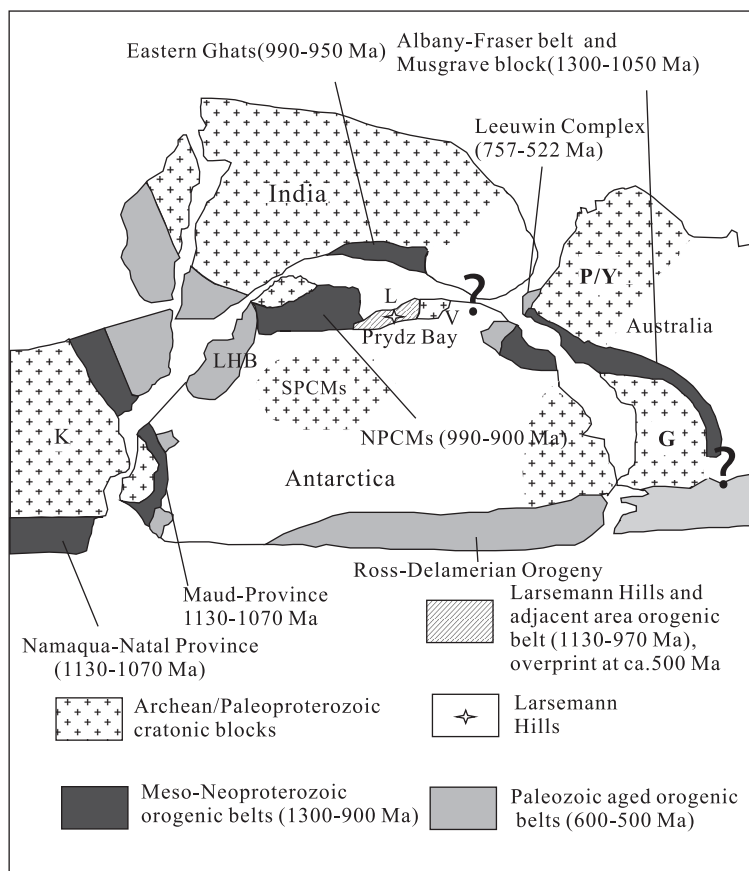 Eastern Ghats(990-950 Ma)
Albany-Fraser belt and
Musgrave block(1300-1050 Ma)
Leeuwin Complex
(757-522 Ma)
India
P/Y
Australia
?
L
V
Prydz Bay
LHB
SPCMs
NPCMs (990-900 Ma)
K
G
?
Antarctica
Ross-Delamerian Orogeny
Maud-Province
1130-1070 Ma
Namaqua-Natal Province
(1130-1070 Ma)
Larsemann Hills and
adjacent area orogenic
belt (1130-970 Ma),
overprint at ca.500 Ma
Archean/Paleoproterozoic
cratonic blocks
Larsemann
Hills
Meso-Neoproterozoic
orogenic belts (1300-900 Ma)
Paleozoic aged orogenic
belts (600-500 Ma)